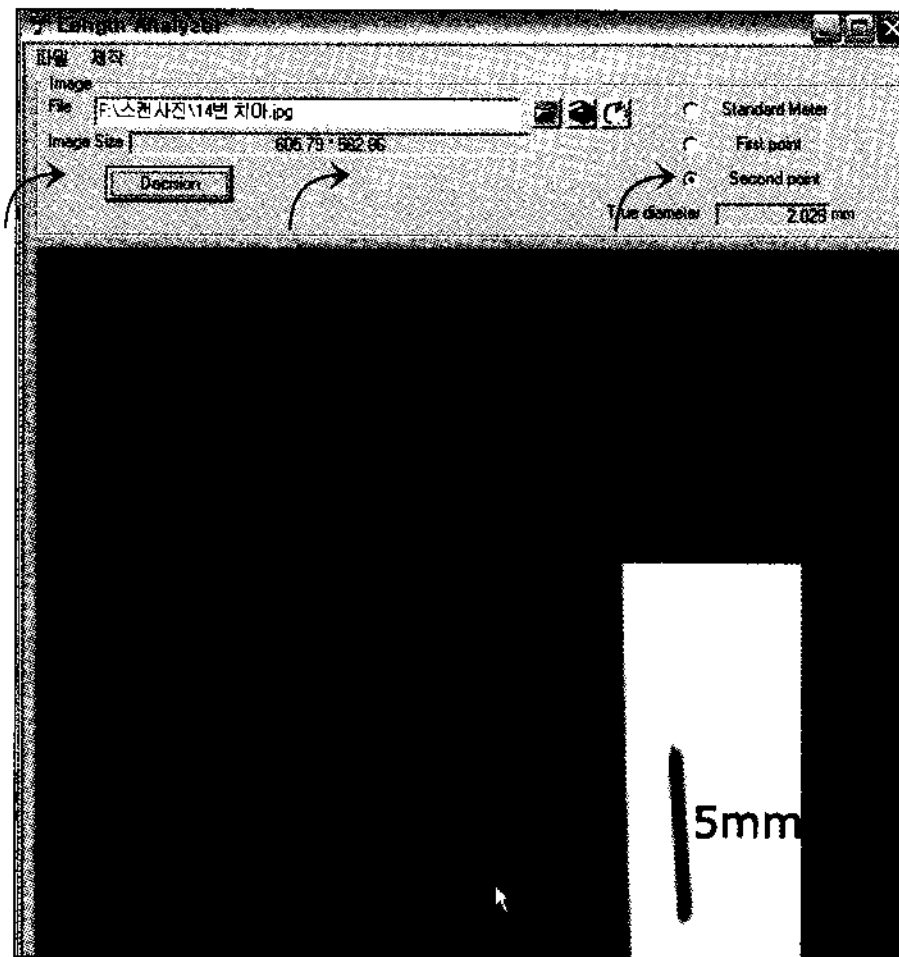 Length Analyzer
파일 제작
Image
File F:\스캔사진\14번 치아.jpg
Standard Meter
Image Size 605.79 * 562.86
First point
Decision
Second point
True diameter 2.023 mm
5mm